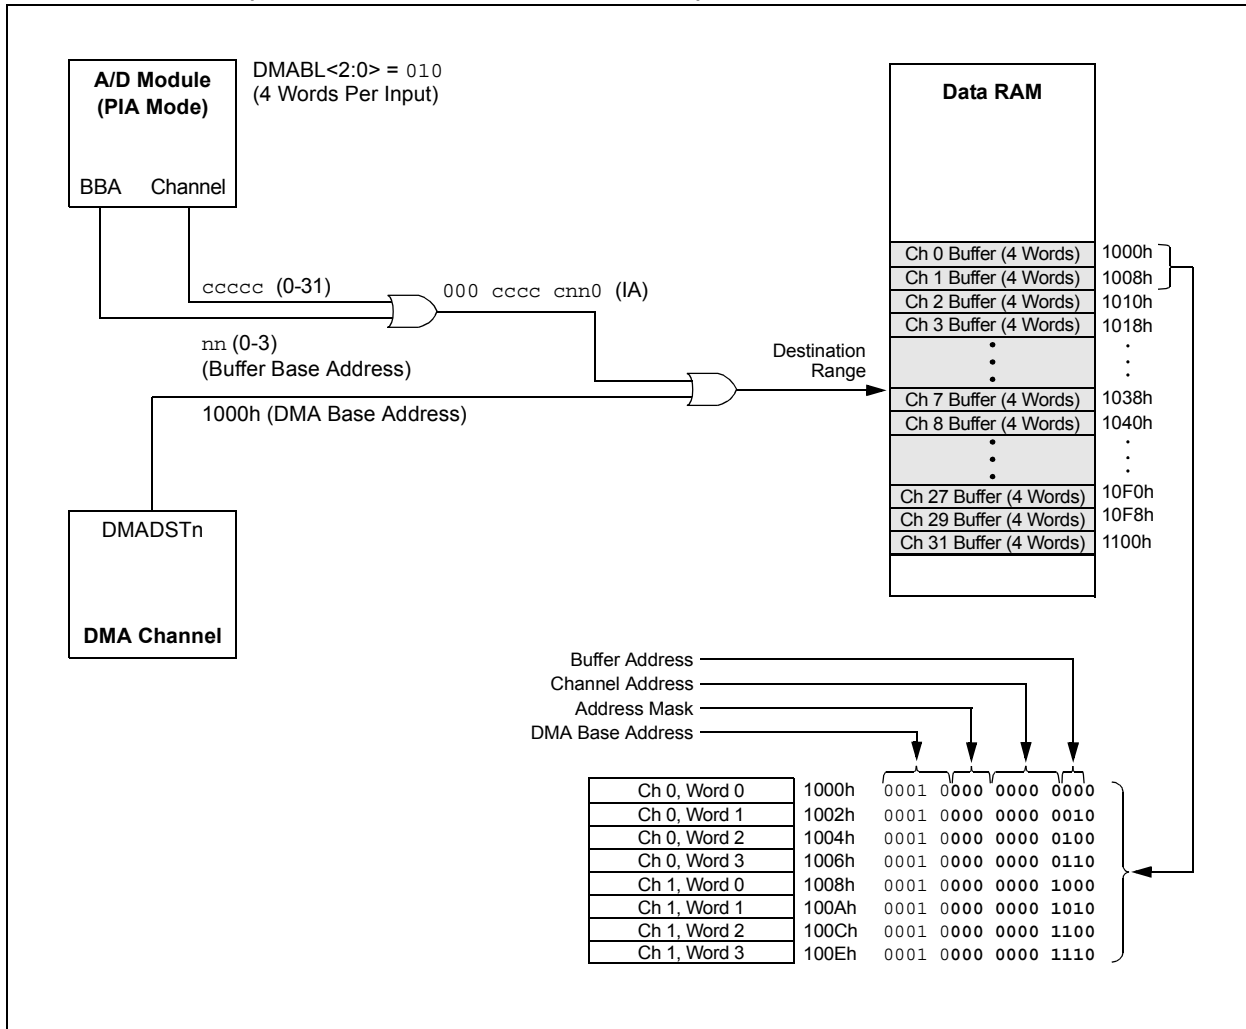 A/D Module
(PIA Mode)
BBA Channel
DMABL<2:0> = 010
(4 Words Per Input)
ccccc (0-31)
000 cccc cnn0 (IA)
nn (0-3)
(Buffer Base Address)
1000h (DMA Base Address)
DMADSTn
DMA Channel
Destination
Range
Data RAM
Ch 0 Buffer (4 Words) 1000h
Ch 1 Buffer (4 Words) 1008h
Ch 2 Buffer (4 Words) 1010h
Ch 3 Buffer (4 Words) 1018h
Ch 7 Buffer (4 Words) 1038h
Ch 8 Buffer (4 Words) 1040h
Ch 27 Buffer (4 Words) 10F0h
Ch 29 Buffer (4 Words) 10F8h
Ch 31 Buffer (4 Words) 1100h
Buffer Address
Channel Address
Address Mask
DMA Base Address
Ch 0, Word 0 1000h 0001 0000 0000 0000
Ch 0, Word 1 1002h 0001 0000 0000 0010
Ch 0, Word 2 1004h 0001 0000 0000 0100
Ch 0, Word 3 1006h 0001 0000 0000 0110
Ch 1, Word 0 1008h 0001 0000 0000 1000
Ch 1, Word 1 100Ah 0001 0000 0000 1010
Ch 1, Word 2 100Ch 0001 0000 0000 1100
Ch 1, Word 3 100Eh 0001 0000 0000 1110